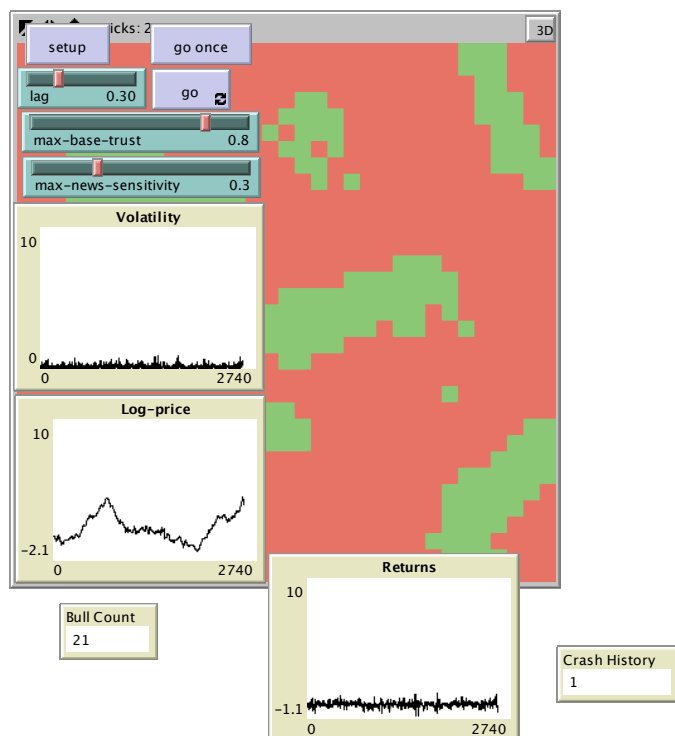 icks: 2
3D
setup
go once
lag 0.30
go
max-base-trust 0.8
max-news-sensitivity 0.3
Volatility
10
0
0 2740
Log-price
10
-2.1
0 2740
Returns
10
-1.1
0 2740
Bull Count
21
Crash History
1